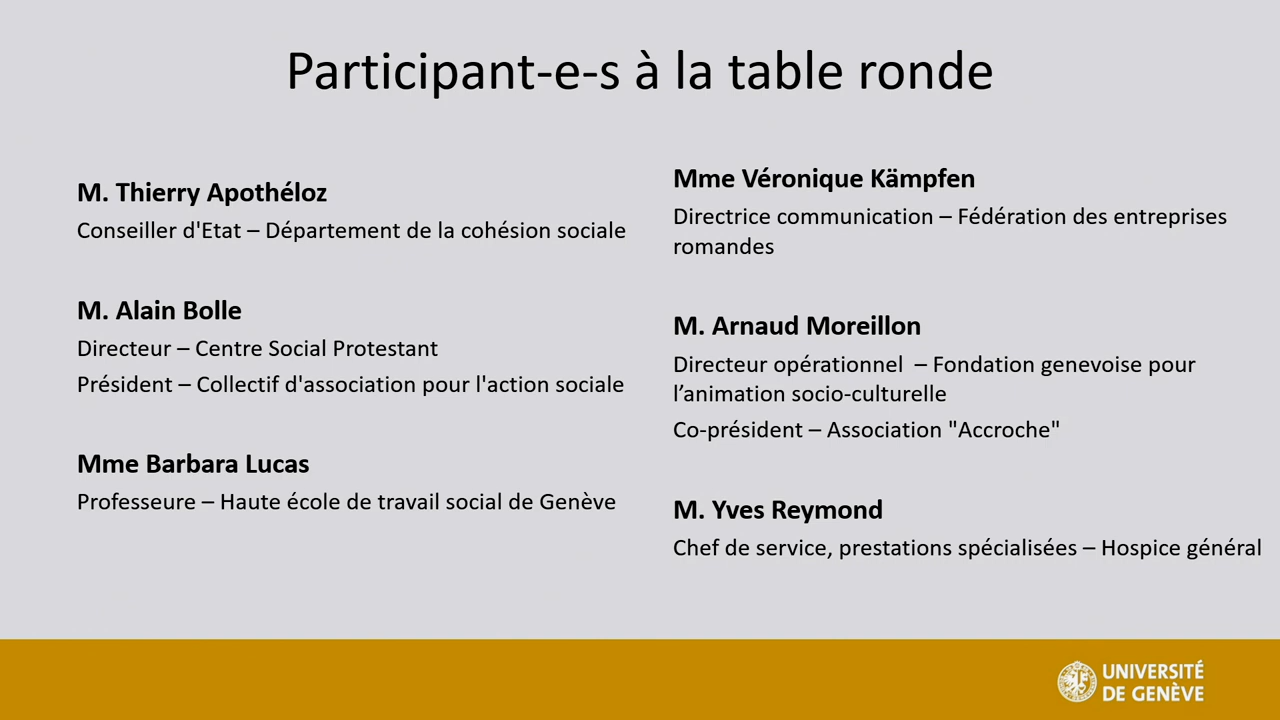 Participant-e-s à la table ronde
M. Thierry Apothéloz
Conseiller d'Etat – Département de la cohésion sociale
M. Alain Bolle
Directeur – Centre Social Protestant
Président – Collectif d'association pour l'action sociale
Mme Barbara Lucas
Professeure – Haute école de travail social de Genève
Mme Véronique Kämpfen
Directrice communication – Fédération des entreprises
romandes
M. Arnaud Moreillon
Directeur opérationnel  – Fondation genevoise pour
l’animation socio-culturelle
Co-président – Association "Accroche"
M. Yves Reymond
Chef de service, prestations spécialisées – Hospice général
UNIVERSITÉ
DE GENÈVE